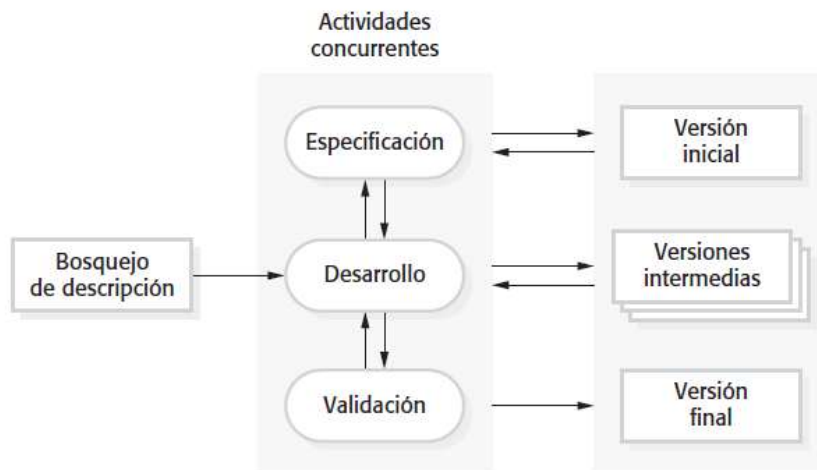 Actividades
concurrentes
Especificación
Versión
inicial
Bosquejo
de descripción
Desarrollo
Versiones
intermedias
Validación
Versión
final